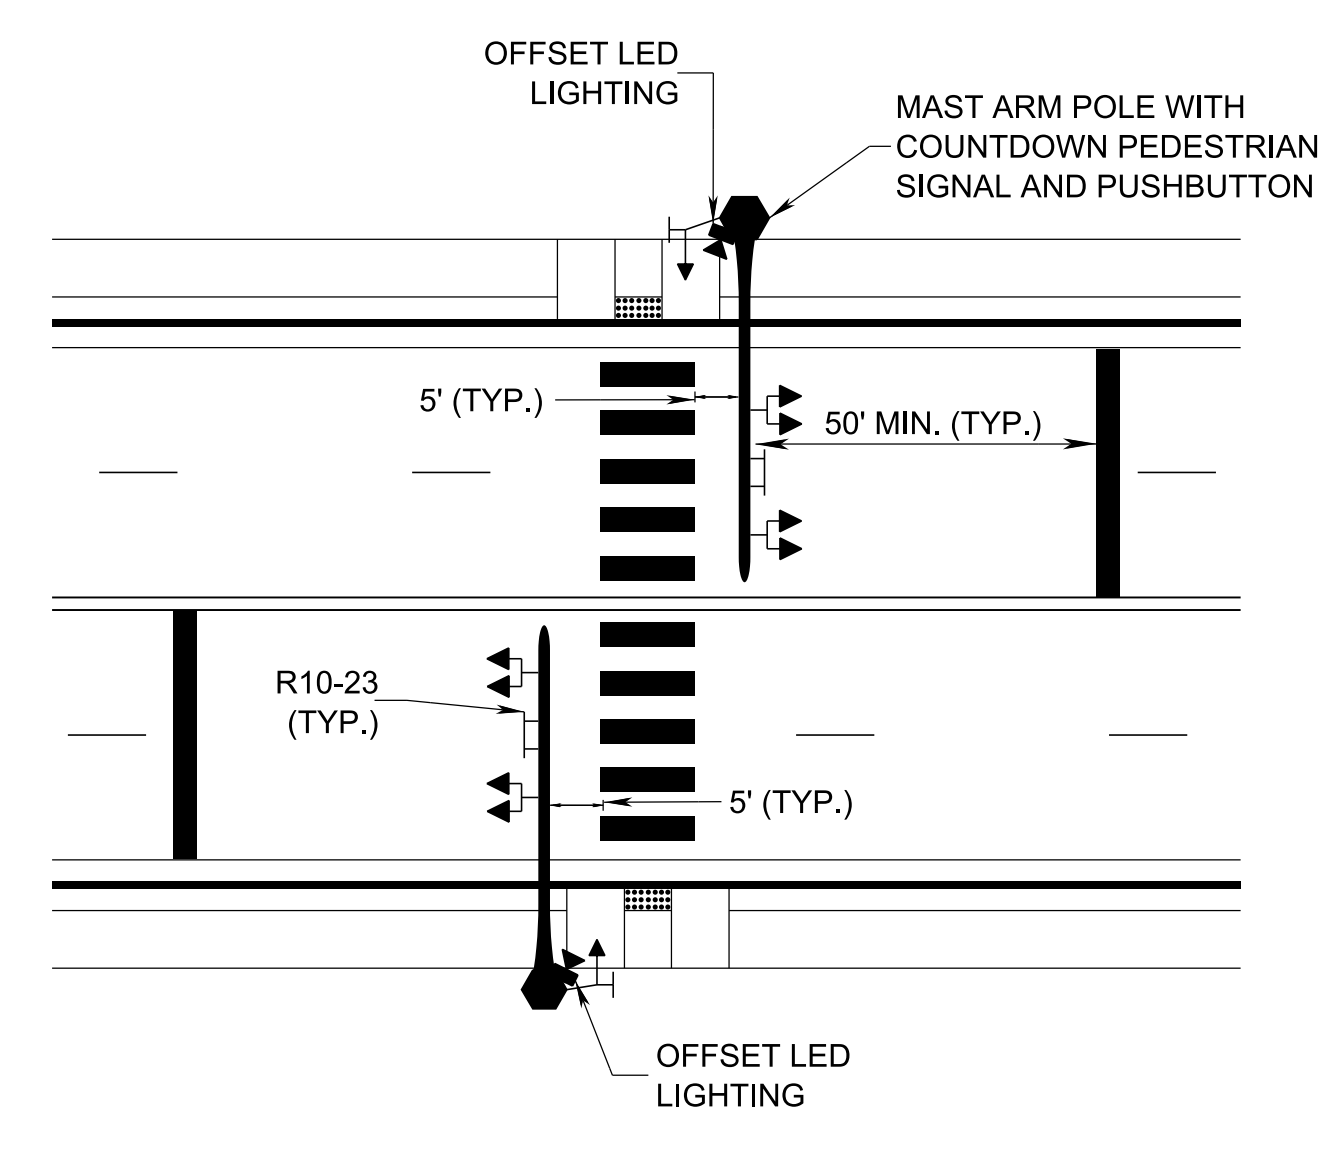 OFFSET LED
LIGHTING
MAST ARM POLE WITH
COUNTDOWN PEDESTRIAN
SIGNAL AND PUSHBUTTON
5' (TYP.)
50' MIN. (TYP.)
R10-23
(TYP.)
5' (TYP.)
OFFSET LED
LIGHTING